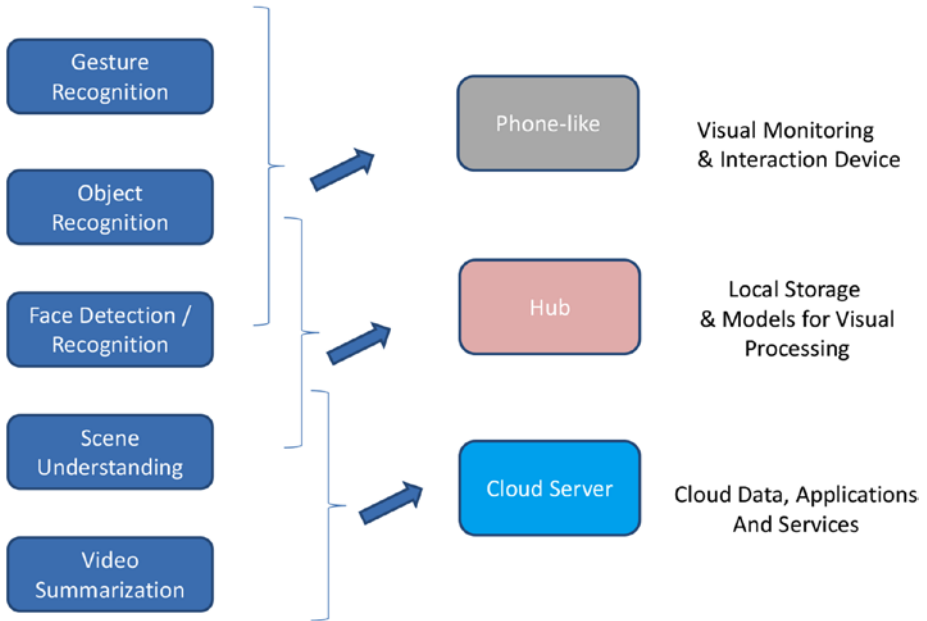 Gesture
Recognition
Object
Recognition
Face Detection /
Recognition
Scene
Understanding
Video
Summarization
Phone-like
Hub
Cloud Server
Visual Monitoring
& Interaction Device
Local Storage
& Models for Visual
Processing
Cloud Data, Applications
And Services